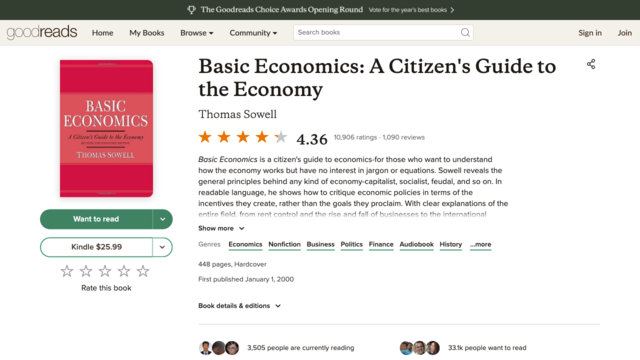 The Goodreads Choice Awards Opening Round Vote for the year's best books
goodreads Home My Books Browse Community Search books Sign in Join
BASIC
ECONOMICS
A Citizen's Guide to the Economy
THOMAS SOWELL
Basic Economics: A Citizen's Guide to
the Economy
Thomas Sowell
4.36 10,906 ratings · 1,090 reviews
Basic Economics is a citizen's guide to economics-for those who want to understand
how the economy works but have no interest in jargon or equations. Sowell reveals the
general principles behind any kind of economy-capitalist, socialist, feudal, and so on. In
readable language, he shows how to critique economic policies in terms of the
incentives they create, rather than the goals they proclaim. With clear explanations of the
entire field, from rent control and the rise and fall of businesses to the international
Show more
Genres Economics Nonfiction Business Politics Finance Audiobook History ...more
448 pages, Hardcover
First published January 1, 2000
Book details & editions
Want to read
Kindle $25.99
Rate this book
3,505 people are currently reading
33.1k people want to read